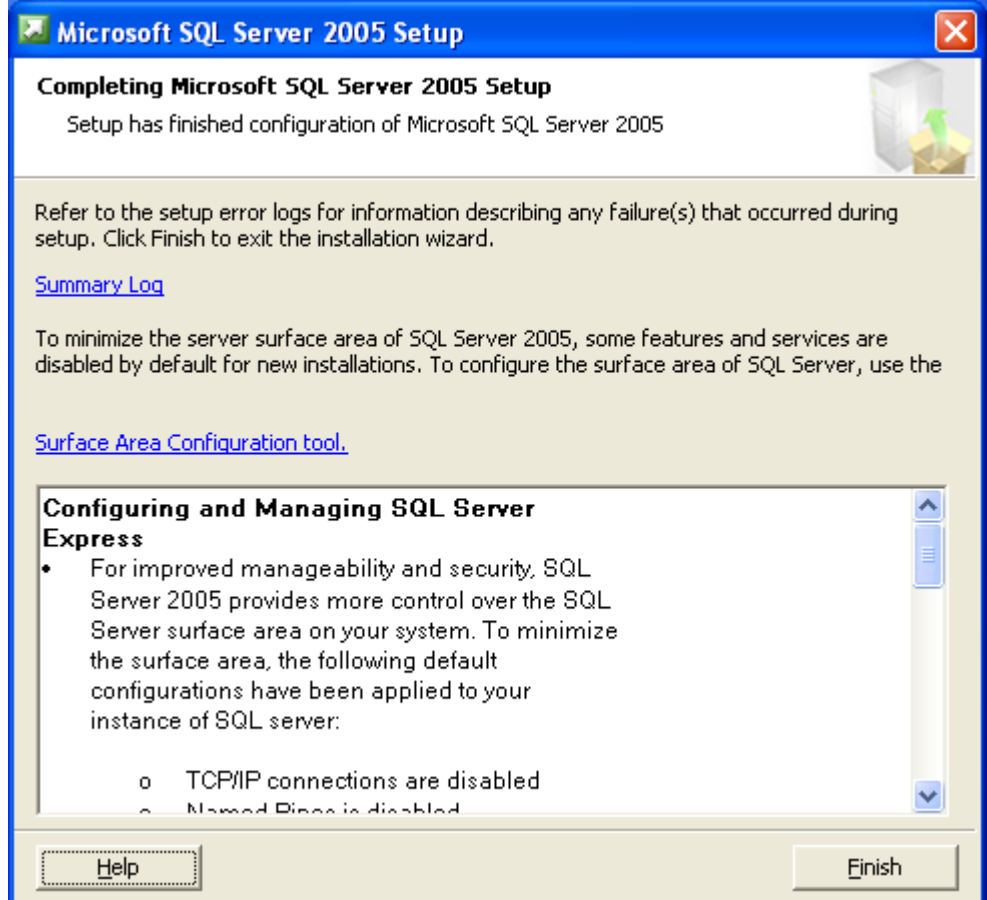 Microsoft SQL Server 2005 Setup
Completing Microsoft SQL Server 2005 Setup
Setup has finished configuration of Microsoft SQL Server 2005
Refer to the setup error logs for information describing any failure(s) that occurred during
setup. Click Finish to exit the installation wizard.
Summary Log
To minimize the server surface area of SQL Server 2005, some features and services are
disabled by default for new installations. To configure the surface area of SQL Server, use the
Surface Area Configuration tool.
Configuring and Managing SQL Server
Express
• For improved manageability and security, SQL
Server 2005 provides more control over the SQL
Server surface area on your system. To minimize
the surface area, the following default
configurations have been applied to your
instance of SQL server:
o TCP/IP connections are disabled
o Named Pipes is disabled
Help
Finish